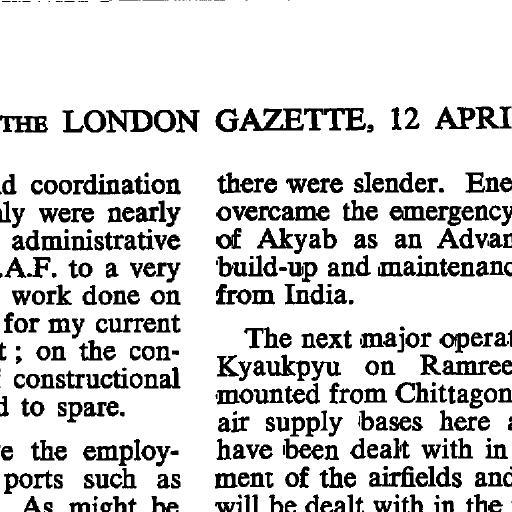 THE LONDON GAZETTE, 12 APRI
d coordination
ly were nearly
administrative
.A.F. to a very
work done on
for my current
t; on the con-
constructional
d to spare.
e the employ-
ports such as
As might be
there were slender. Ene
overcame the emergency
of Akyab as an Advan
build-up and maintenanc
from India.
The next major operat
Kyaukpyu on Ramree
mounted from Chittagon
air supply bases here a
have been dealt with in
ment of the airfields and
will be dealt with in the